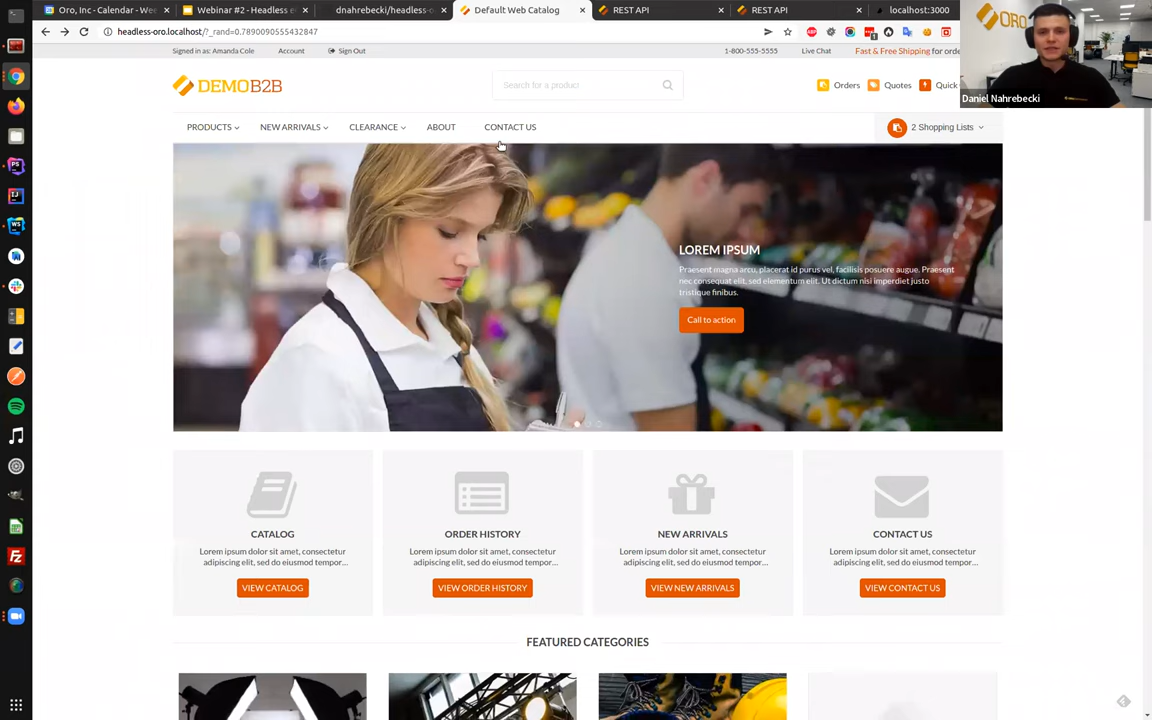 Oro, Inc - Calendar - Wee
Webinar #2 - Headless e
dnahrebecki/headless-o
Default Web Catalog
REST API
REST API
localhost:3000
headless-oro.localhost/?_rand=0.7890090555432847
Signed in as: Amanda Cole
Account
Sign Out
1-800-555-5555
Live Chat
Fast & Free Shipping for orde
ORO
DEMOB2B
Search for a product
Orders
Quotes
Quick
Daniel Nahrebecki
PRODUCTS
NEW ARRIVALS
CLEARANCE
ABOUT
CONTACT US
2 Shopping Lists
LOREM IPSUM
Praesent magna arcu, placerat id purus vel, facilisis posuere augue. Praesent
nec consequat elit, sed elementum elit. Ut dictum nisi imperdiet justo
tristique finibus.
Call to action
CATALOG
Lorem ipsum dolor sit amet, consectetur
adipiscing elit, sed do eiusmod tempor...
VIEW CATALOG
ORDER HISTORY
Lorem ipsum dolor sit amet, consectetur
adipiscing elit, sed do eiusmod tempor...
VIEW ORDER HISTORY
NEW ARRIVALS
Lorem ipsum dolor sit amet, consectetur
adipiscing elit, sed do eiusmod tempor...
VIEW NEW ARRIVALS
CONTACT US
Lorem ipsum dolor sit amet, consectetur
adipiscing elit, sed do eiusmod tempor...
VIEW CONTACT US
FEATURED CATEGORIES